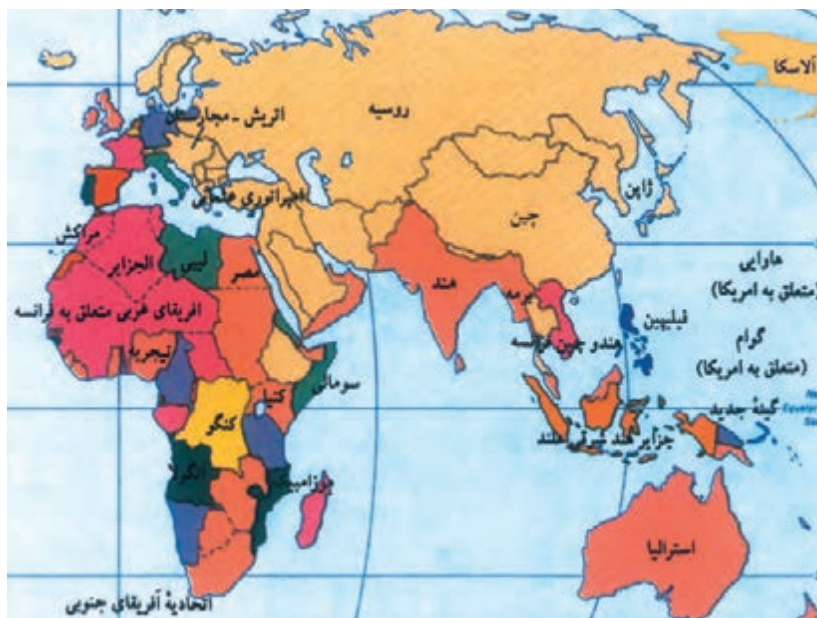 آلاسکا
روسیه
اتریش ـ مجارستان
ژاپن
امپراتوری عثمانی
چین
مراکش
لیبی
الجزایر
مصر
هند
برمه
هاوایی
(متعلق به امریکا)
افریقای غربی متعلق به فرانسه
فیلیپین
هندوچین فرانسه
گوام
(متعلق به امریکا)
نیجریه
سومالی
کنیا
کنگو
گینهٔ جدید
جزایر هند شرقی هلند
آنگولا
موزامبیک
استرالیا
اتحادیهٔ آفریقای جنوبی